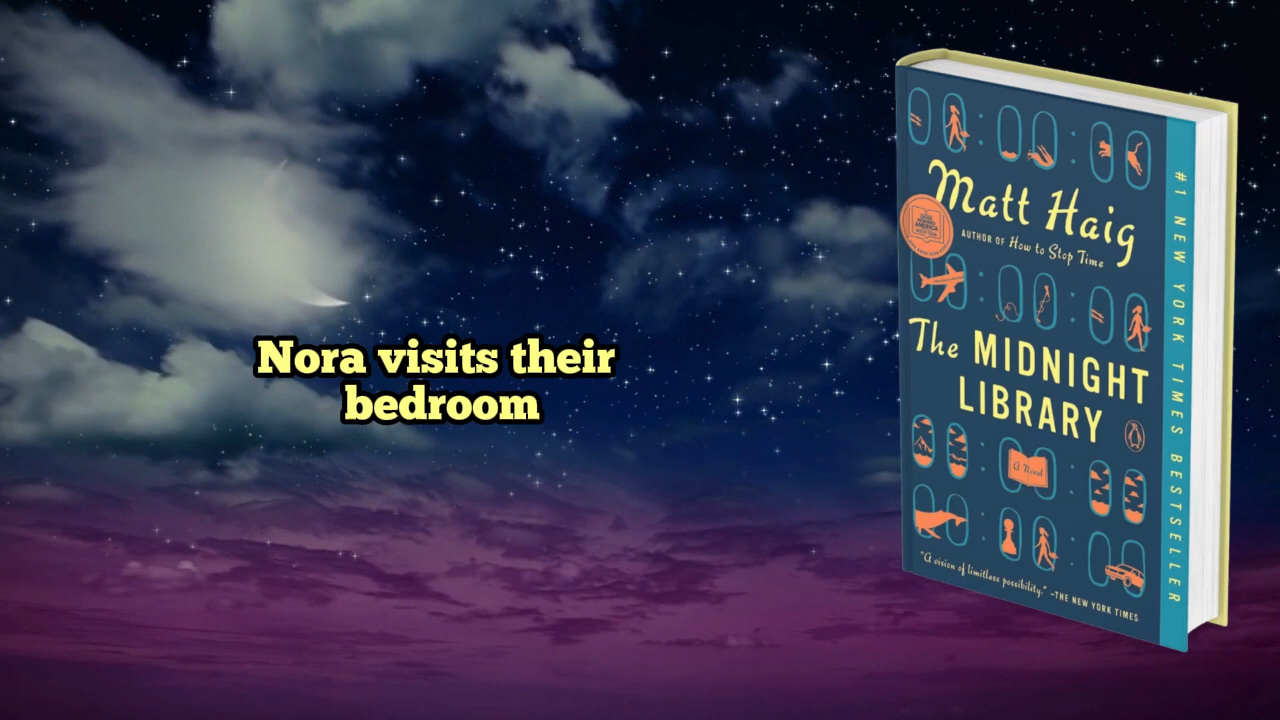 Nora visits their
bedroom
Matt Haig
AUTHOR OF How to Stop Time
The MIDNIGHT
LIBRARY
A Novel
"A vision of limitless possibility." —THE NEW YORK TIMES
#1 NEW YORK TIMES BESTSELLER